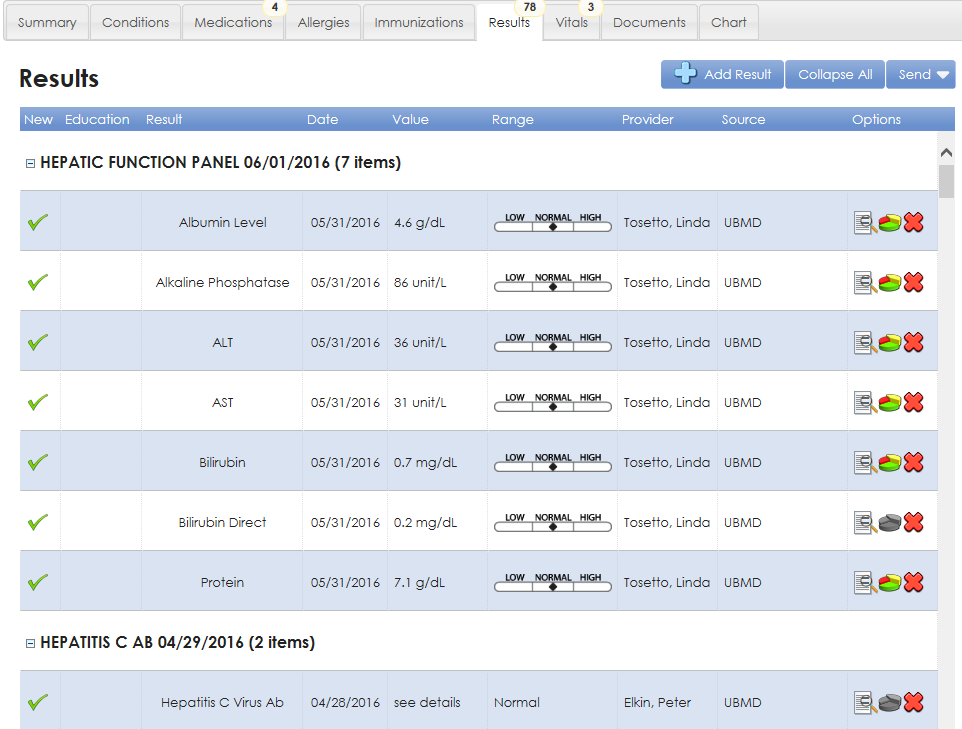 4 78 3
Summary Conditions Medications Allergies Immunizations Results Vitals Documents Chart
Results
Add Result Collapse All Send
New Education Result Date Value Range Provider Source Options
HEPATIC FUNCTION PANEL 06/01/2016 (7 items)
LOW NORMAL HIGH
Albumin Level 05/31/2016 4.6 g/dL Tosetto, Linda UBMD
LOW NORMAL HIGH
Alkaline Phosphatase 05/31/2016 86 unit/L Tosetto, Linda UBMD
LOW NORMAL HIGH
ALT 05/31/2016 36 unit/L Tosetto, Linda UBMD
LOW NORMAL HIGH
AST 05/31/2016 31 unit/L Tosetto, Linda UBMD
LOW NORMAL HIGH
Bilirubin 05/31/2016 0.7 mg/dL Tosetto, Linda UBMD
LOW NORMAL HIGH
Bilirubin Direct 05/31/2016 0.2 mg/dL Tosetto, Linda UBMD
LOW NORMAL HIGH
Protein 05/31/2016 7.1 g/dL Tosetto, Linda UBMD
HEPATITIS C AB 04/29/2016 (2 items)
Hepatitis C Virus Ab 04/28/2016 see details Normal Elkin, Peter UBMD